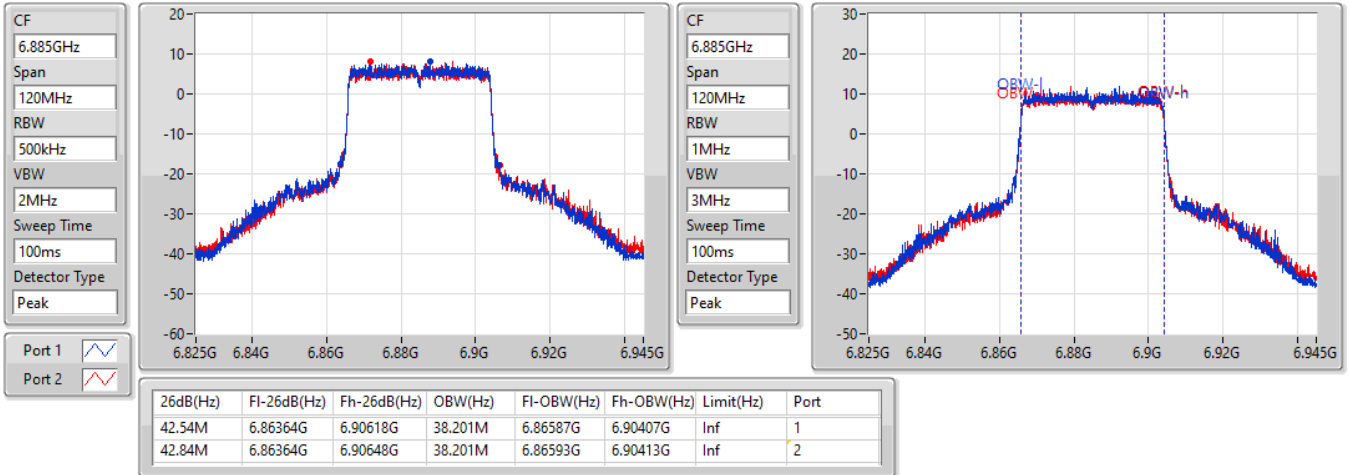 CF
6.885GHz
Span
120MHz
RBW
500kHz
VBW
2MHz
Sweep Time
100ms
Detector Type
Peak
Port 1
Port 2
20
10
0
-10
-20
-30
-40
-50
-60
6.825G 6.84G 6.86G 6.88G 6.9G 6.92G 6.945G
CF
6.885GHz
Span
120MHz
RBW
1MHz
VBW
3MHz
Sweep Time
100ms
Detector Type
Peak
30
20
10
0
-10
-20
-30
-40
-50
OBW-l
OBW-h
6.825G 6.84G 6.86G 6.88G 6.9G 6.92G 6.945G
26dB(Hz) Fl-26dB(Hz) Fh-26dB(Hz) OBW(Hz) Fl-OBW(Hz) Fh-OBW(Hz) Limit(Hz) Port
42.54M 6.86364G 6.90618G 38.201M 6.86587G 6.90407G Inf 1
42.84M 6.86364G 6.90648G 38.201M 6.86593G 6.90413G Inf 2